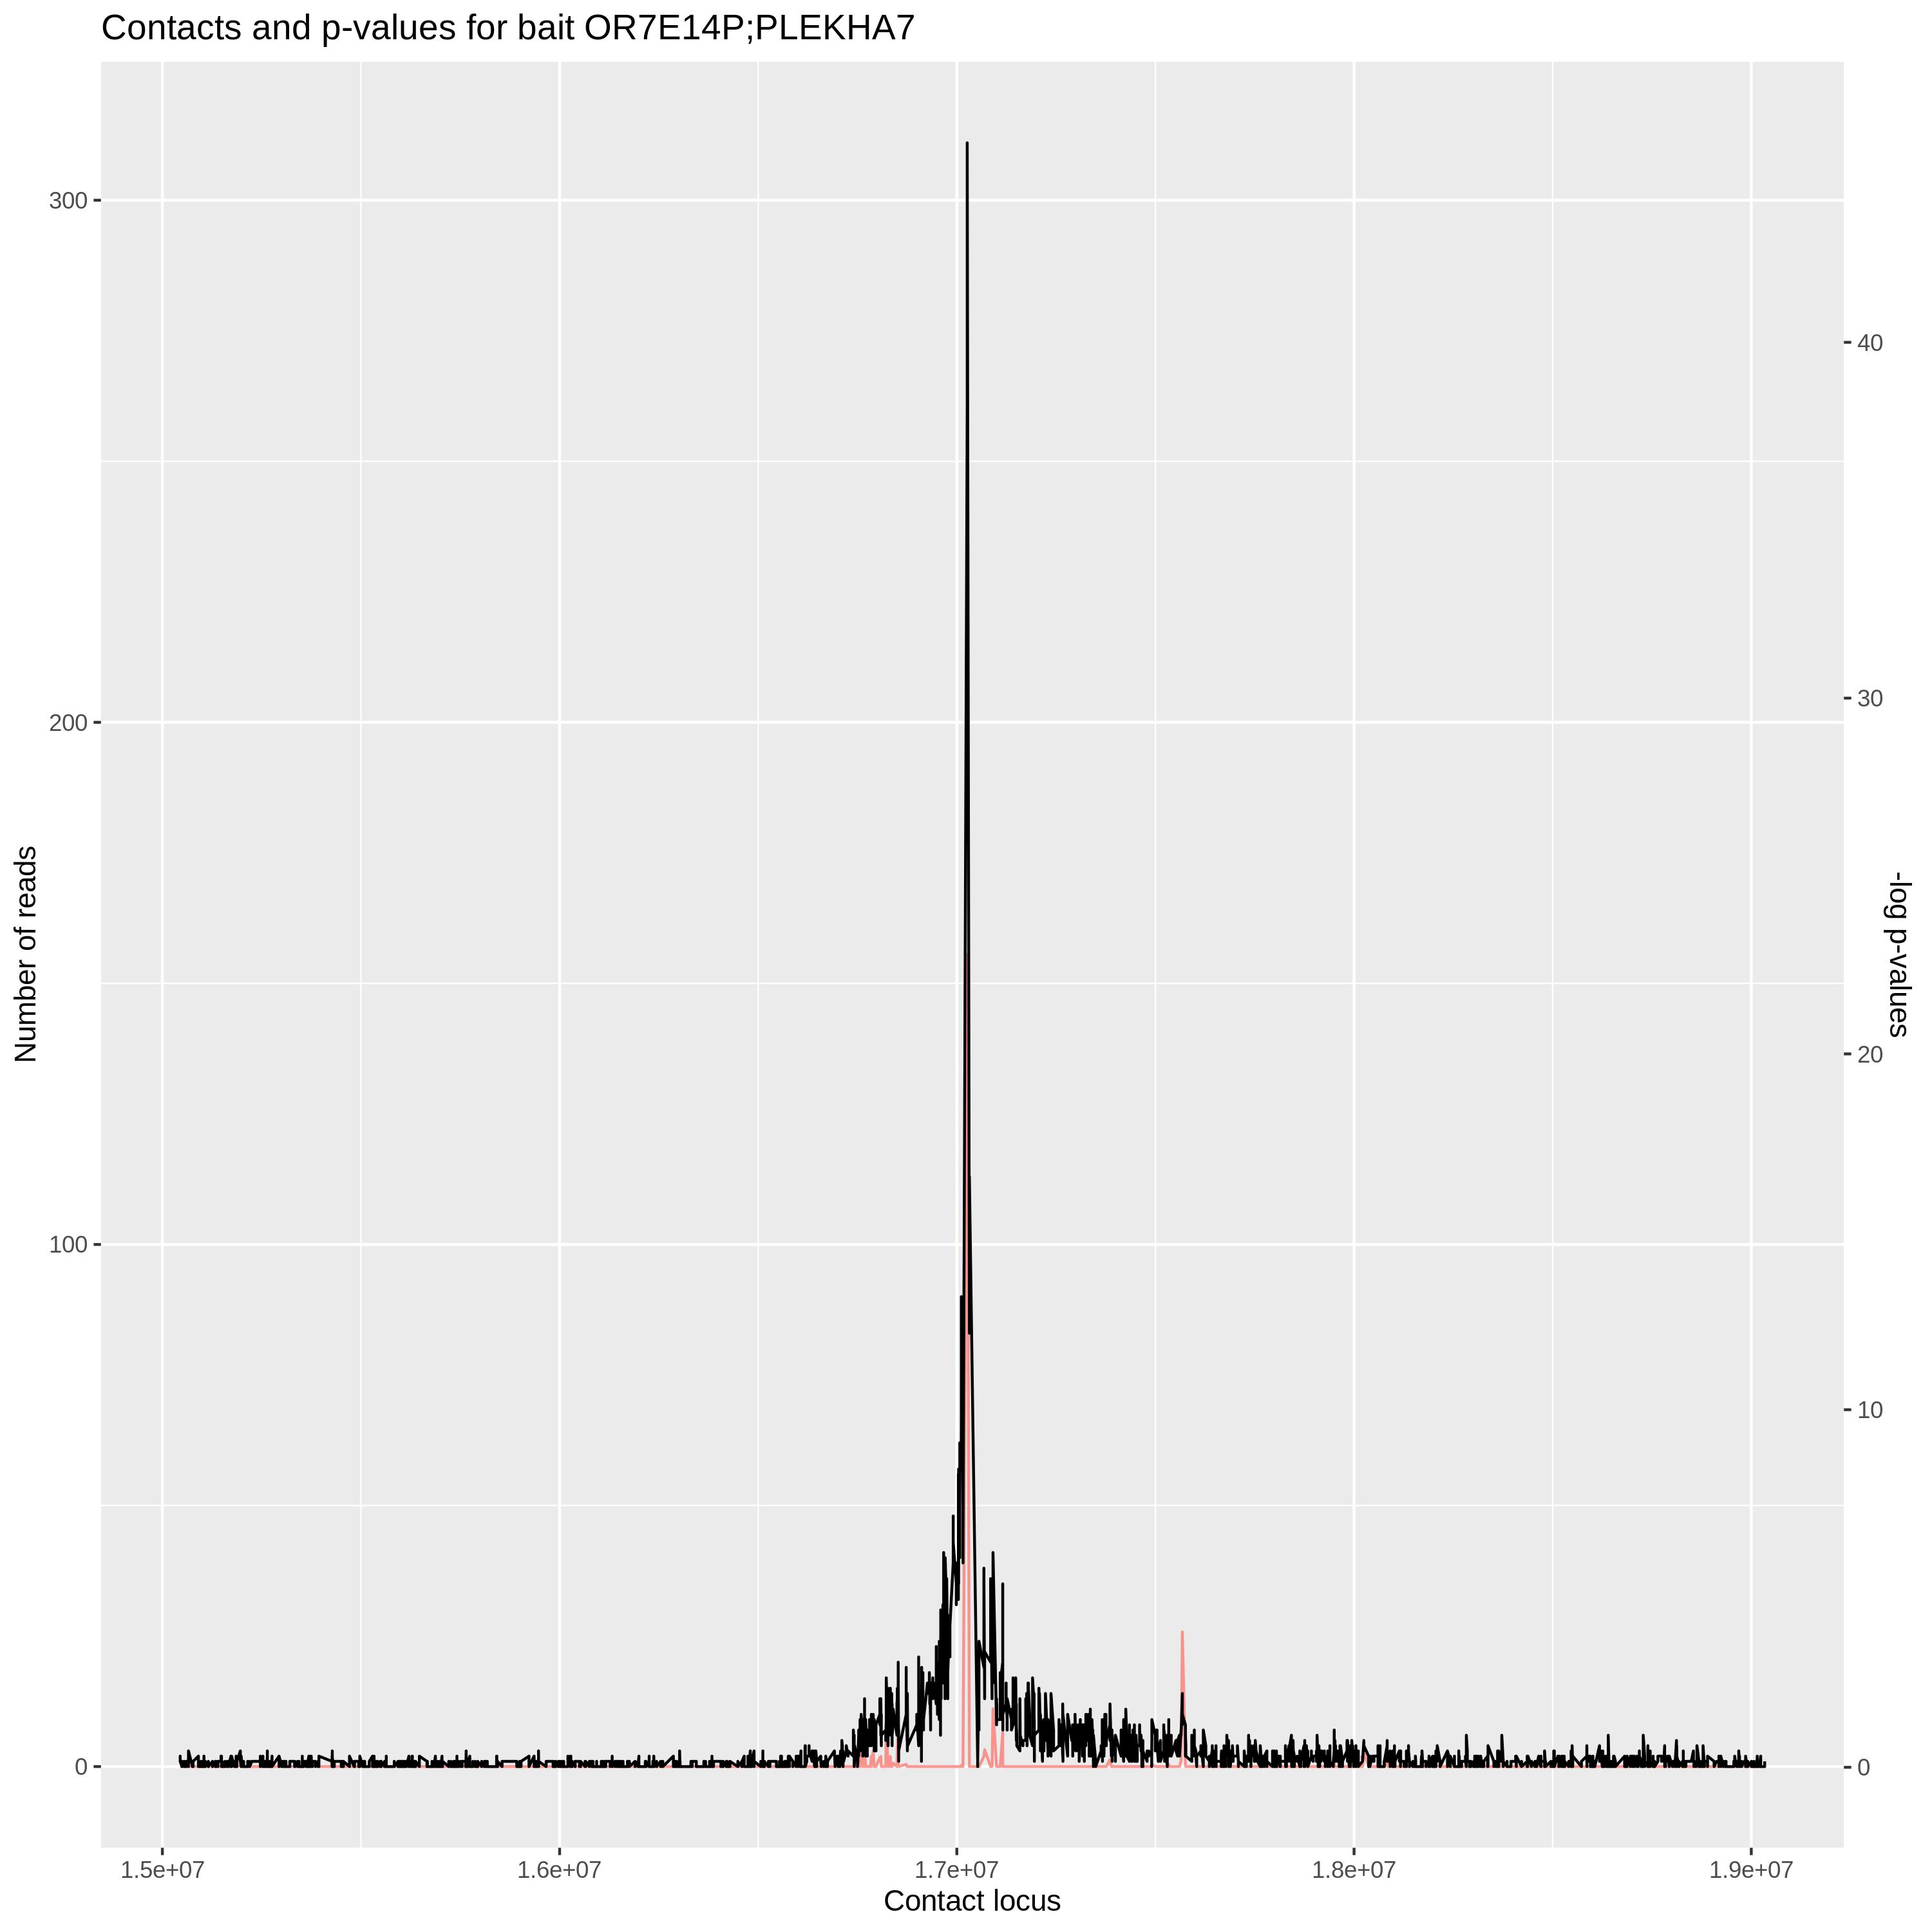 Contacts and p-values for bait OR7E14P;PLEKHA7
300
200
100
0
Number of reads
40
30
20
10
0
-log p-values
1.5e+07
1.6e+07
1.7e+07
1.8e+07
1.9e+07
Contact locus